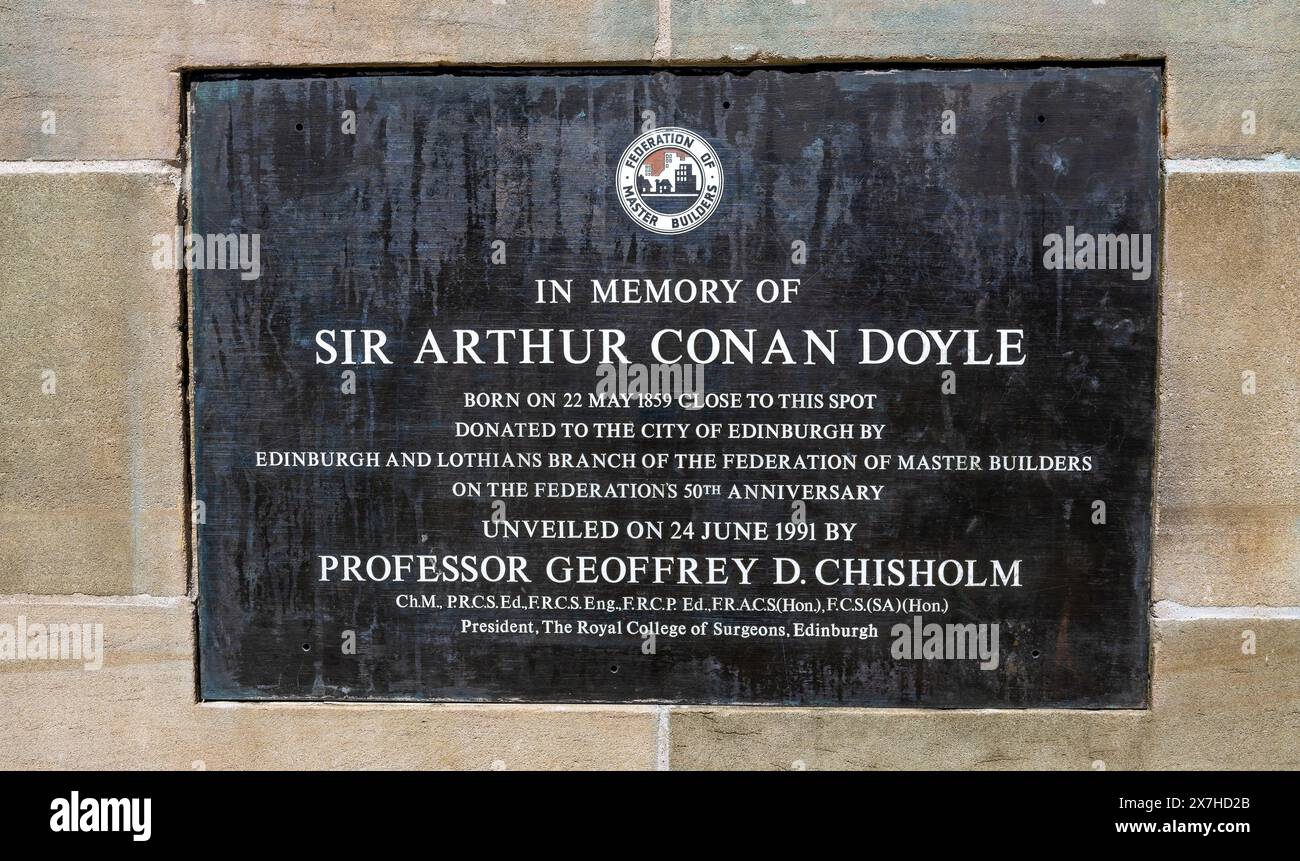 FEDERATION OF
MASTER BUILDERS
IN MEMORY OF
SIR ARTHUR CONAN DOYLE
BORN ON 22 MAY 1859 CLOSE TO THIS SPOT
DONATED TO THE CITY OF EDINBURGH BY
EDINBURGH AND LOTHIANS BRANCH OF THE FEDERATION OF MASTER BUILDERS
ON THE FEDERATION'S 50TH ANNIVERSARY
UNVEILED ON 24 JUNE 1991 BY
PROFESSOR GEOFFREY D. CHISHOLM
Ch.M., P.R.C.S.Ed., F.R.C.S. Eng., F.R.C.P. Ed., F.R.A.C.S.(Hon.), F.C.S.(SA) (Hon.)
President, The Royal College of Surgeons, Edinburgh
alamy
alamy
alamy
alamy
alamy
a
a
a
a
a
a
a
a
a
a
a
a
a
alamy
Image ID: 2X7HD2B
www.alamy.com